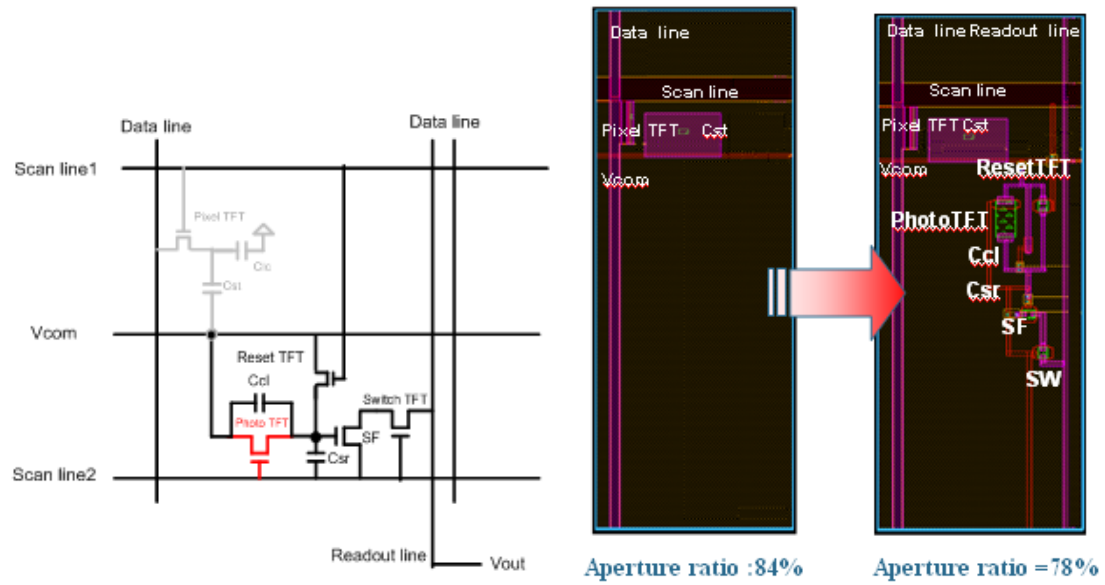 Data line
Data line
Scan line1
Pixel TFT
Clc
Cst
Vcom
Reset TFT
Ccl
Switch TFT
Photo TFT
SF
Csr
Scan line2
Readout line
Vout
Data line
Scan line
Pixel TFT Cst
Vcom
Aperture ratio :84%
Data line Readout line
Scan line
Pixel TFT Cst
Vcom
ResetTFT
PhotoTFT
Ccl
Csr
SF
SW
Aperture ratio =78%